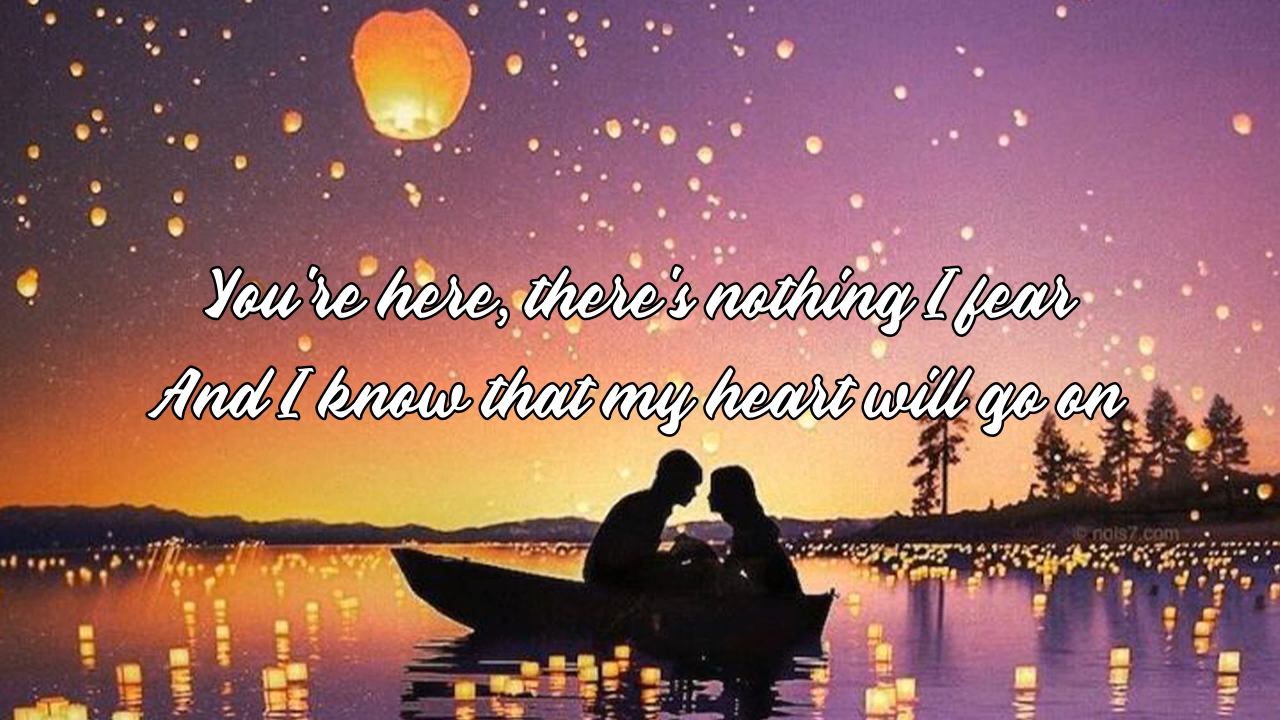 You're here, there's nothing I fear
And I know that my heart will go on
© nois7.com